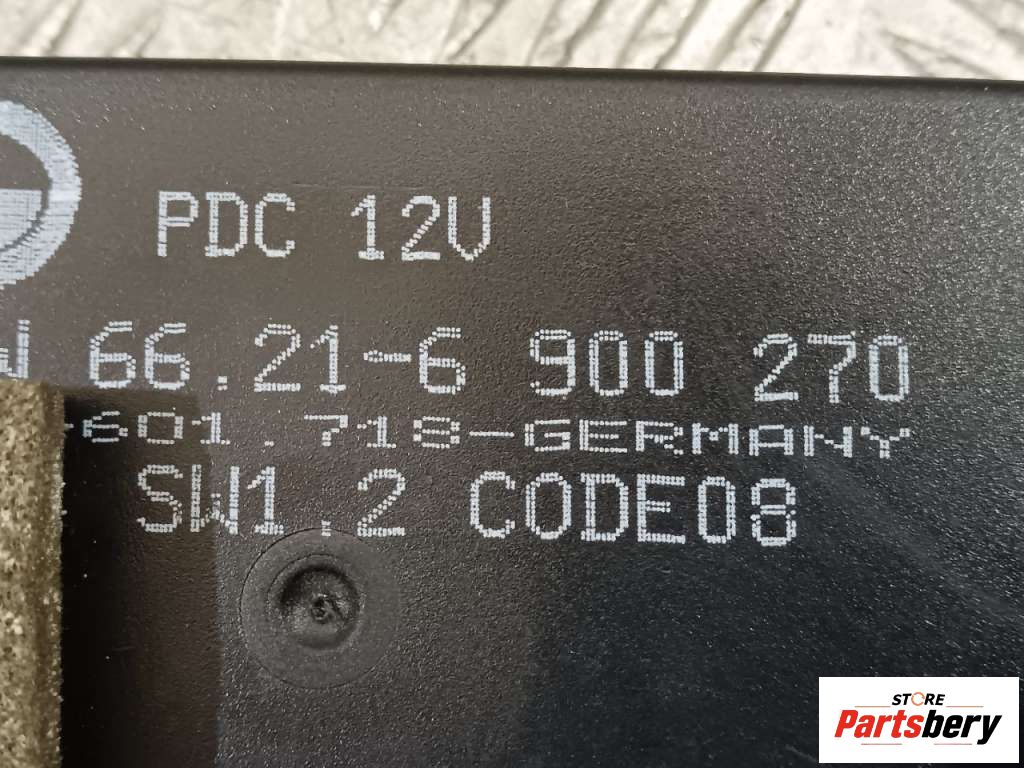 PDC 12V
W 66.21-6 900 270
-601.718-GERMANY
SW1.2 CODE08
STORE
Partsbery